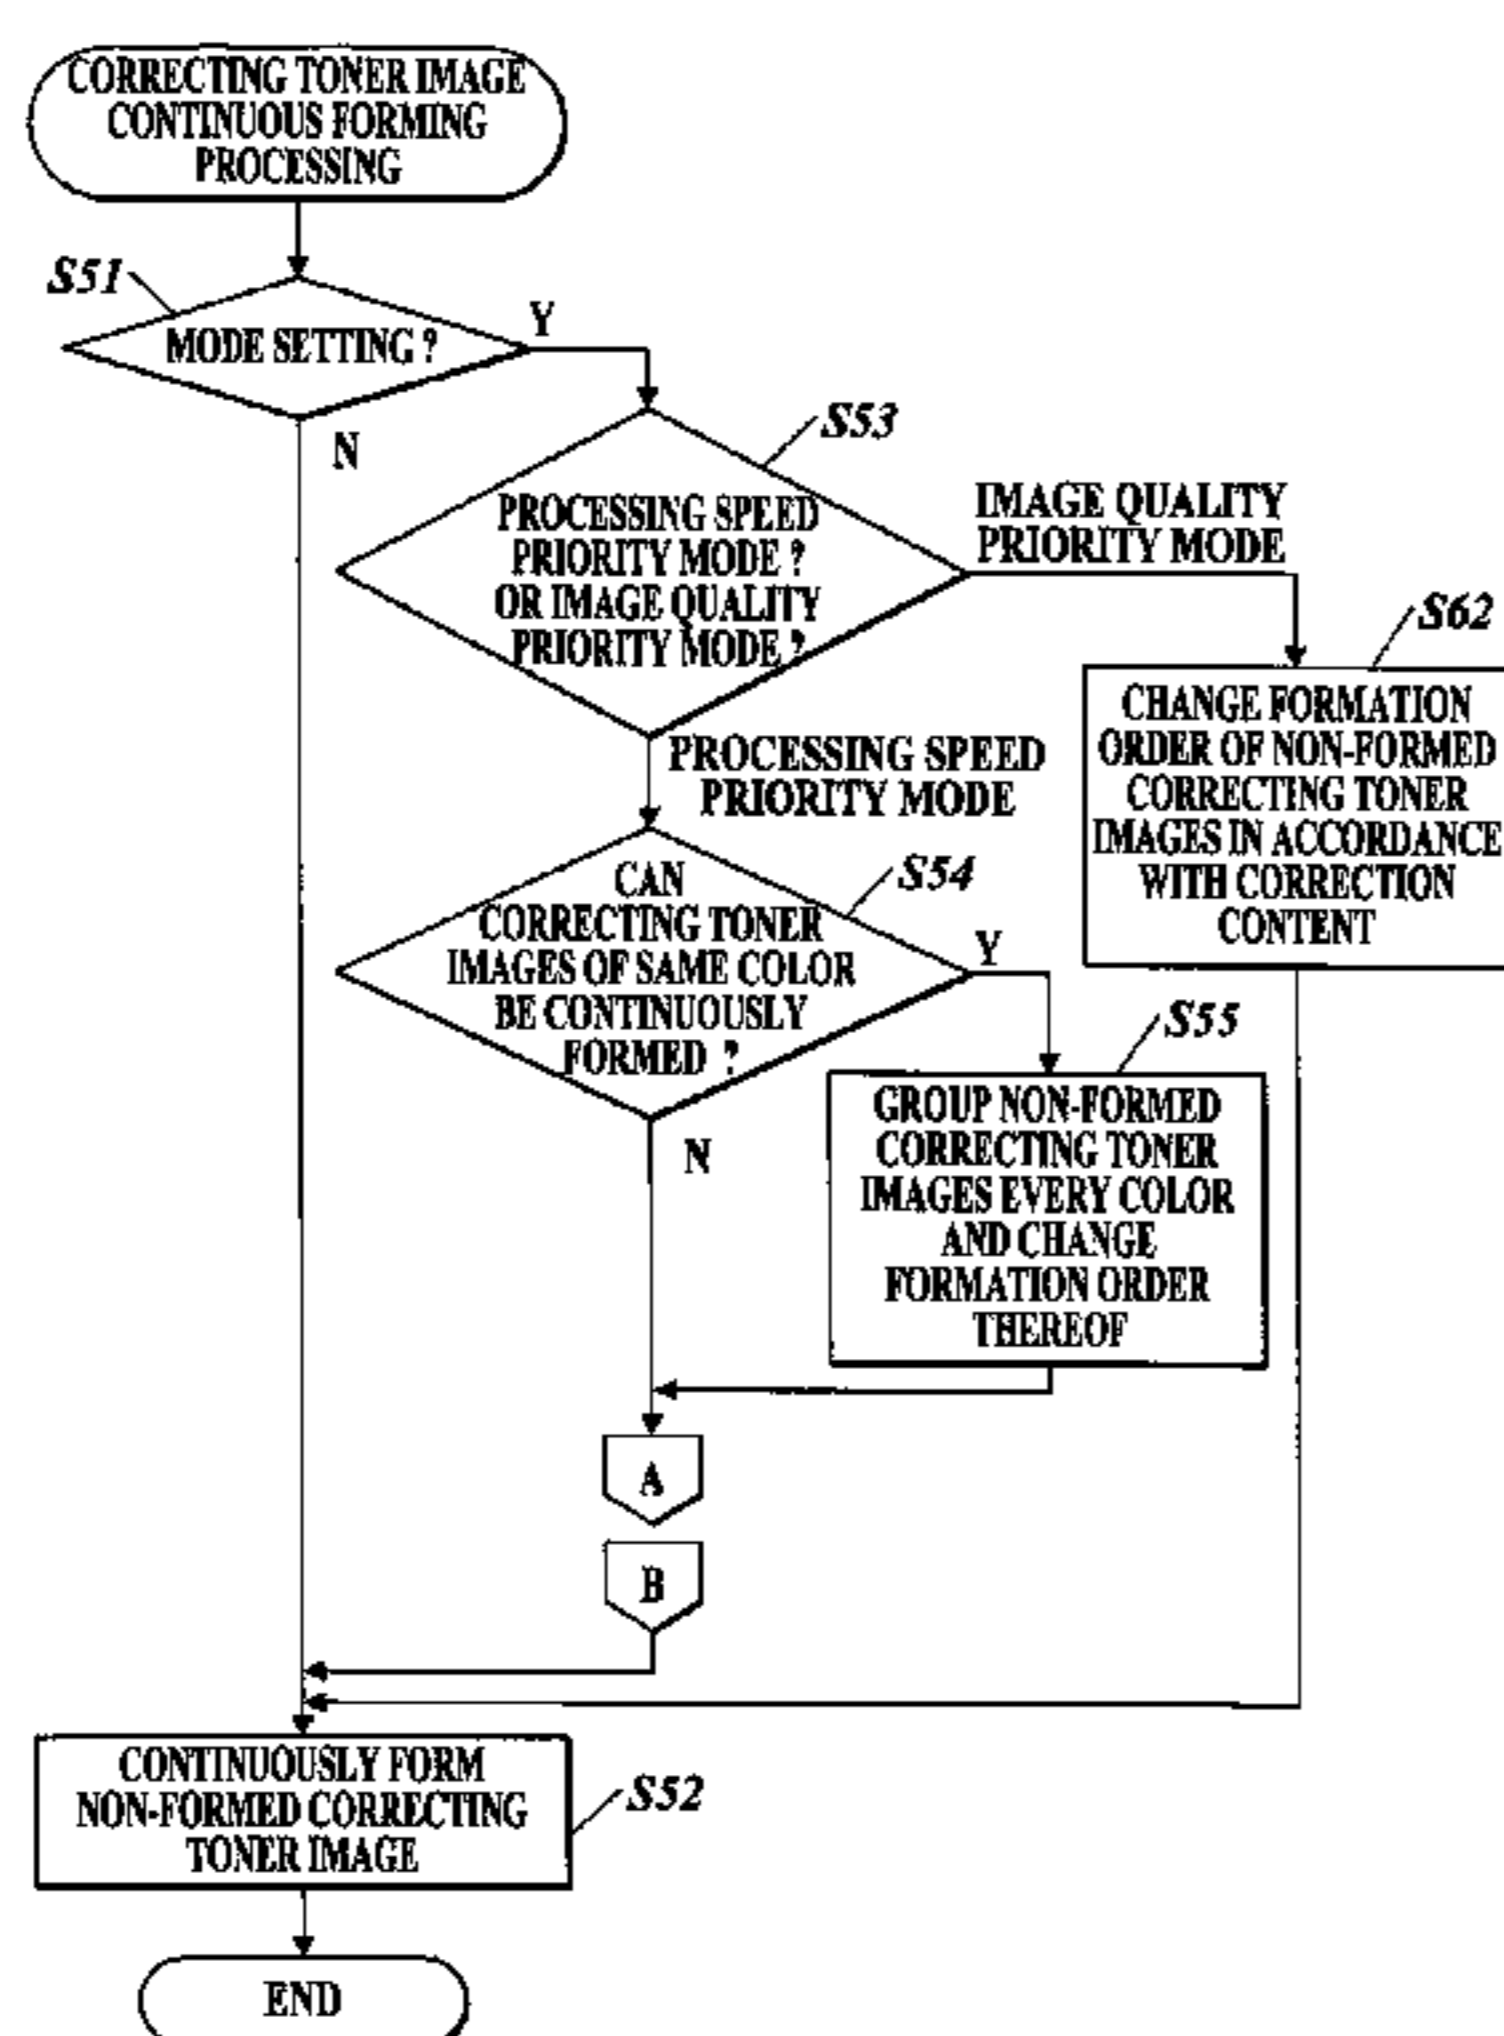 CORRECTING TONER IMAGE
CONTINUOUS FORMING
PROCESSING
S51
MODE SETTING ?
Y
N
S53
PROCESSING SPEED
PRIORITY MODE ?
OR IMAGE QUALITY
PRIORITY MODE ?
IMAGE QUALITY
PRIORITY MODE
S62
CHANGE FORMATION
ORDER OF NON-FORMED
CORRECTING TONER
IMAGES IN ACCORDANCE
WITH CORRECTION
CONTENT
PROCESSING SPEED
PRIORITY MODE
S54
CAN
CORRECTING TONER
IMAGES OF SAME COLOR
BE CONTINUOUSLY
FORMED ?
Y
N
S55
GROUP NON-FORMED
CORRECTING TONER
IMAGES EVERY COLOR
AND CHANGE
FORMATION ORDER
THEREOF
A
B
CONTINUOUSLY FORM
NON-FORMED CORRECTING
TONER IMAGE
S52
END